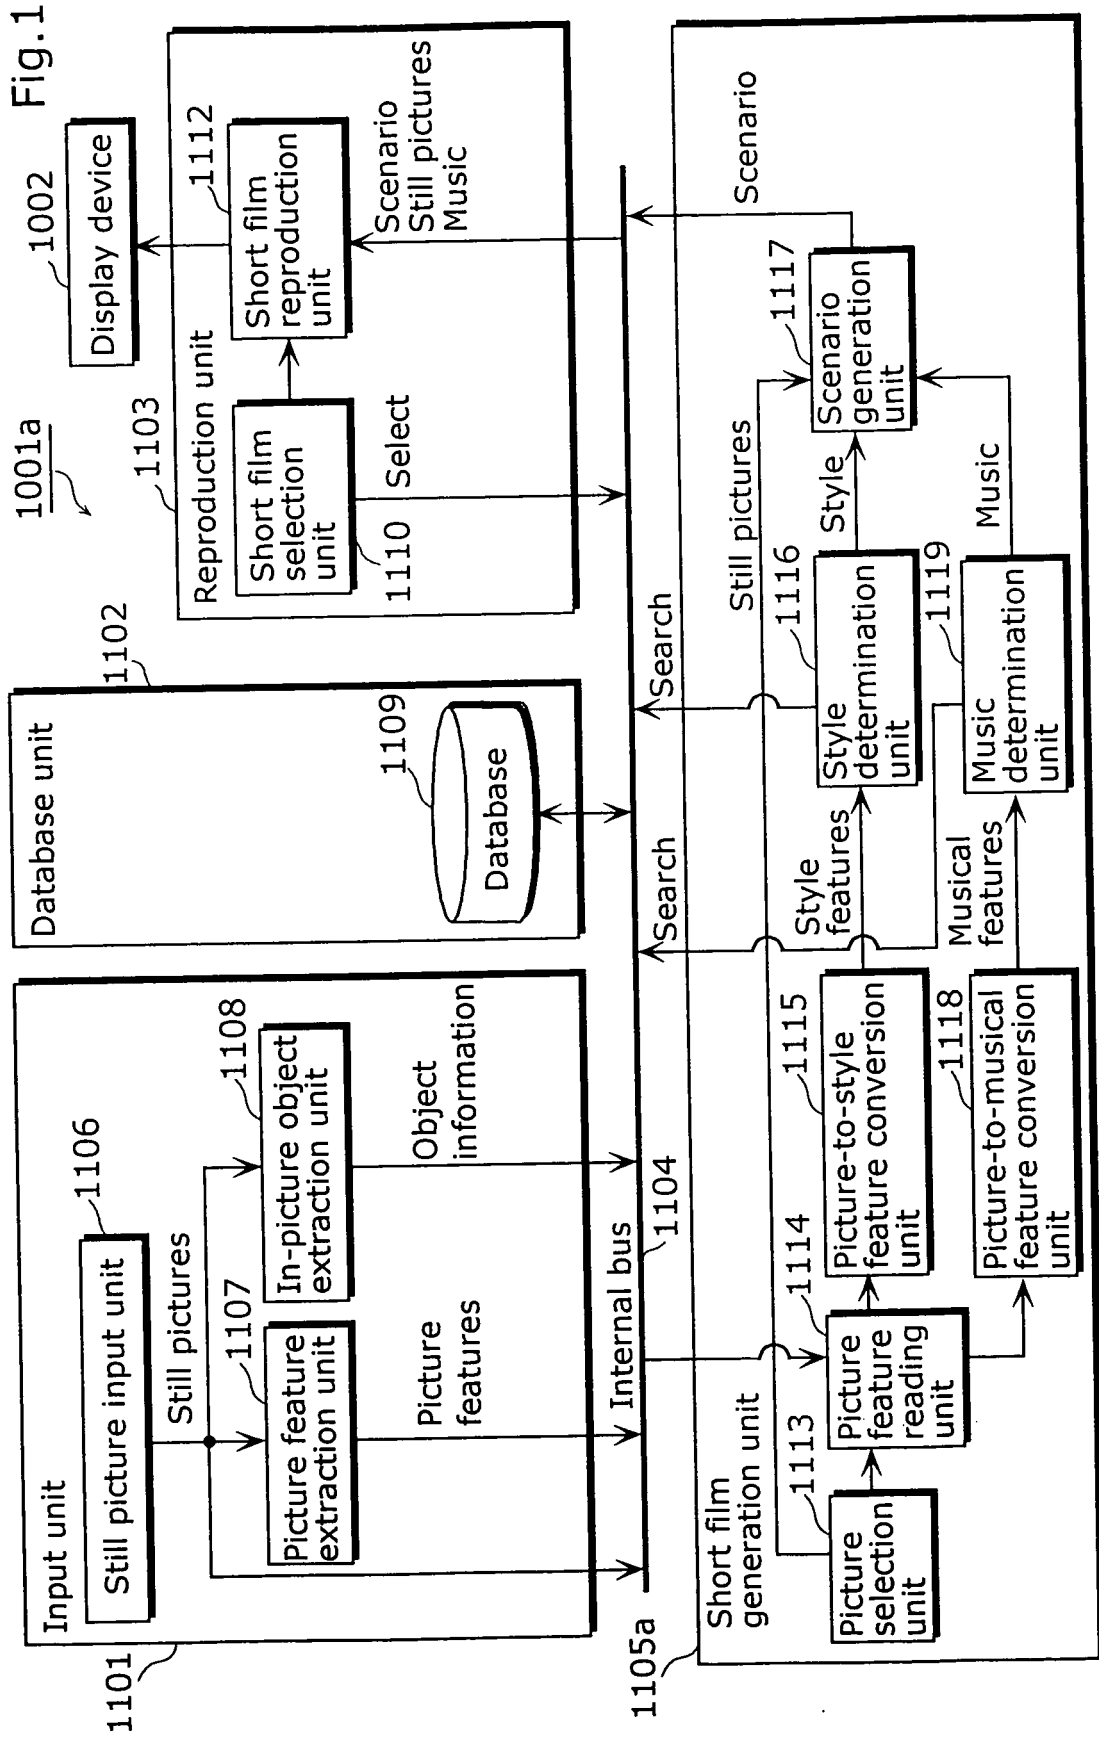 Fig.1
1001a
1002
Display device
1101
Input unit
1106
Still picture input unit
Still pictures
1107
Picture feature
extraction unit
1108
In-picture object
extraction unit
Picture
features
Object
information
1102
Database unit
1109
Database
1103
Reproduction unit
1112
Short film
reproduction
unit
Short film
selection
unit
1110
Select
Scenario
Still pictures
Music
Internal bus
1104
Search
Search
Scenario
1105a
Short film
generation unit
1113
Picture
selection
unit
1114
Picture
feature
reading
unit
1115
Picture-to-style
feature conversion
unit
Style
features
1116
Style
determination
unit
Style
Still pictures
1117
Scenario
generation
unit
1118
Picture-to-musical
feature conversion
unit
Musical
features
1119
Music
determination
unit
Music